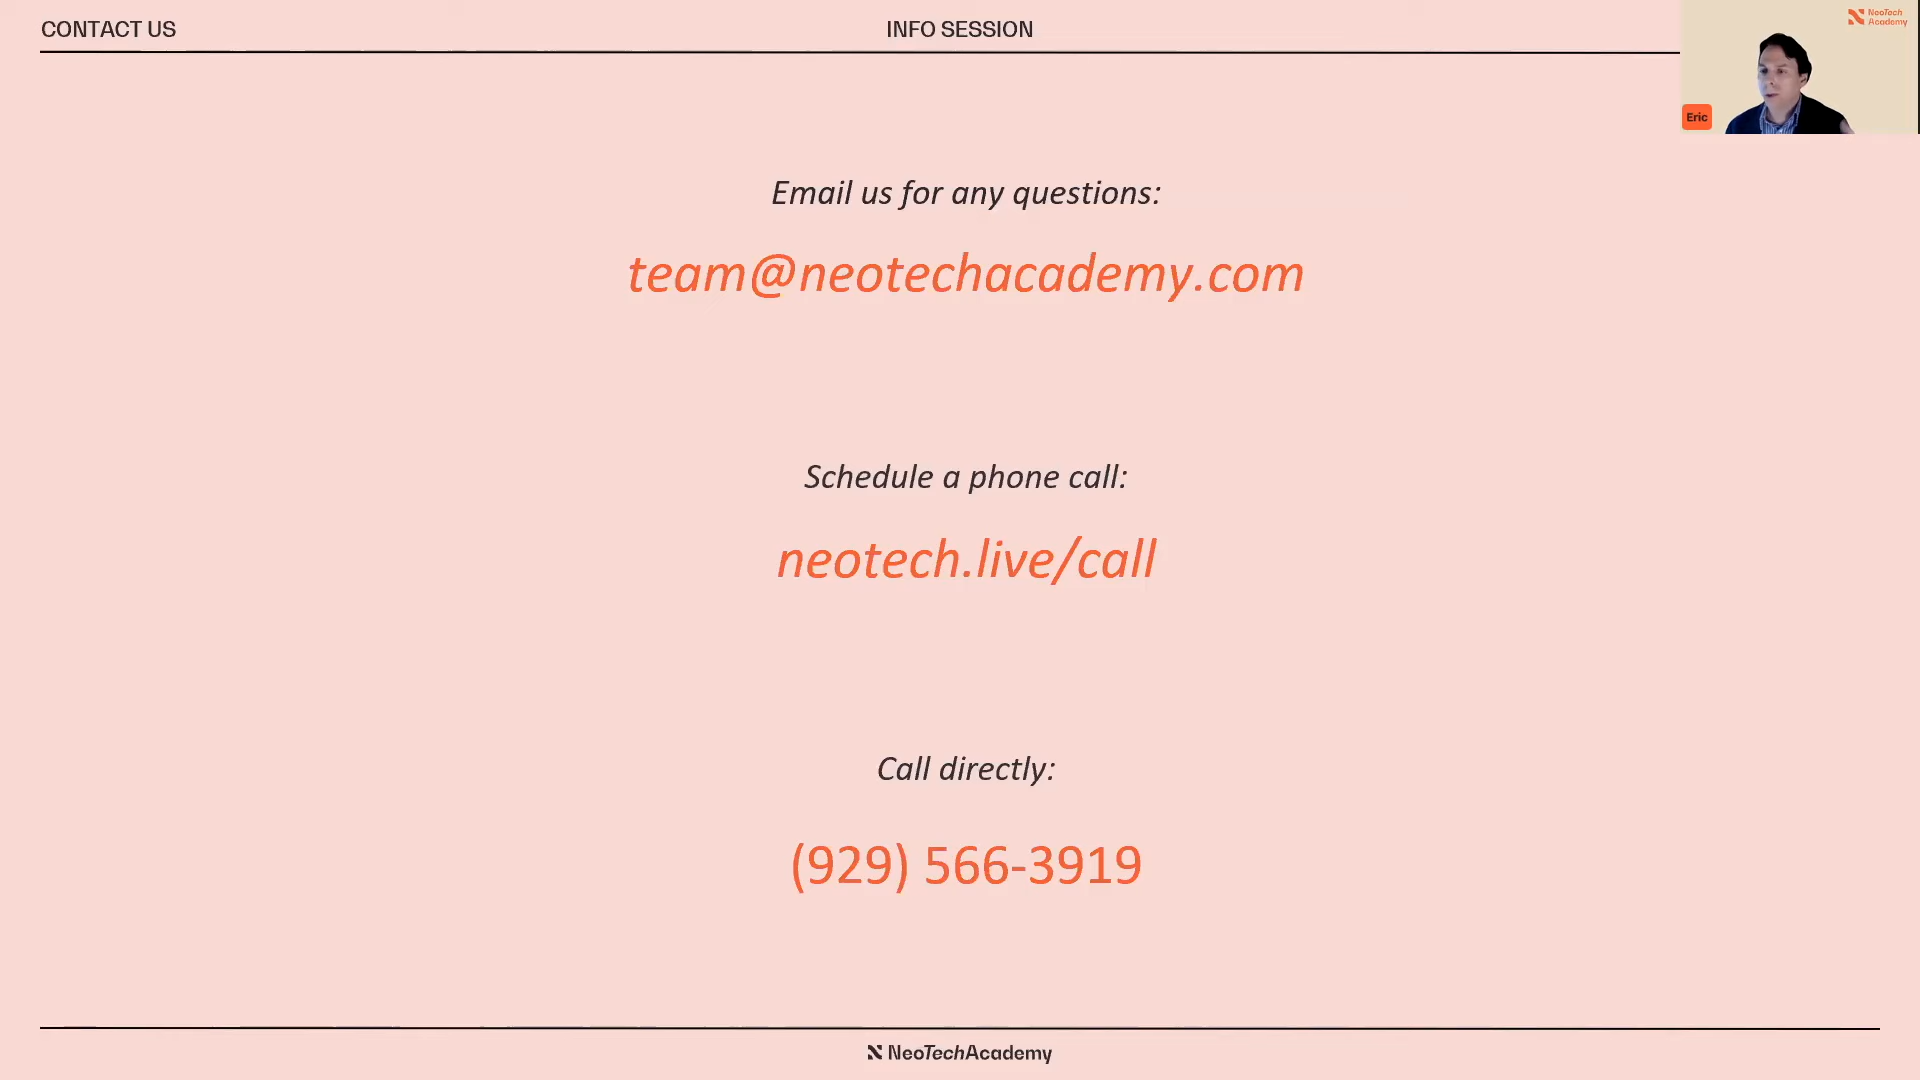 CONTACT US
INFO SESSION
NeoTech
Academy
Eric
Email us for any questions:
team@neotechacademy.com
Schedule a phone call:
neotech.live/call
Call directly:
(929) 566-3919
NeoTechAcademy